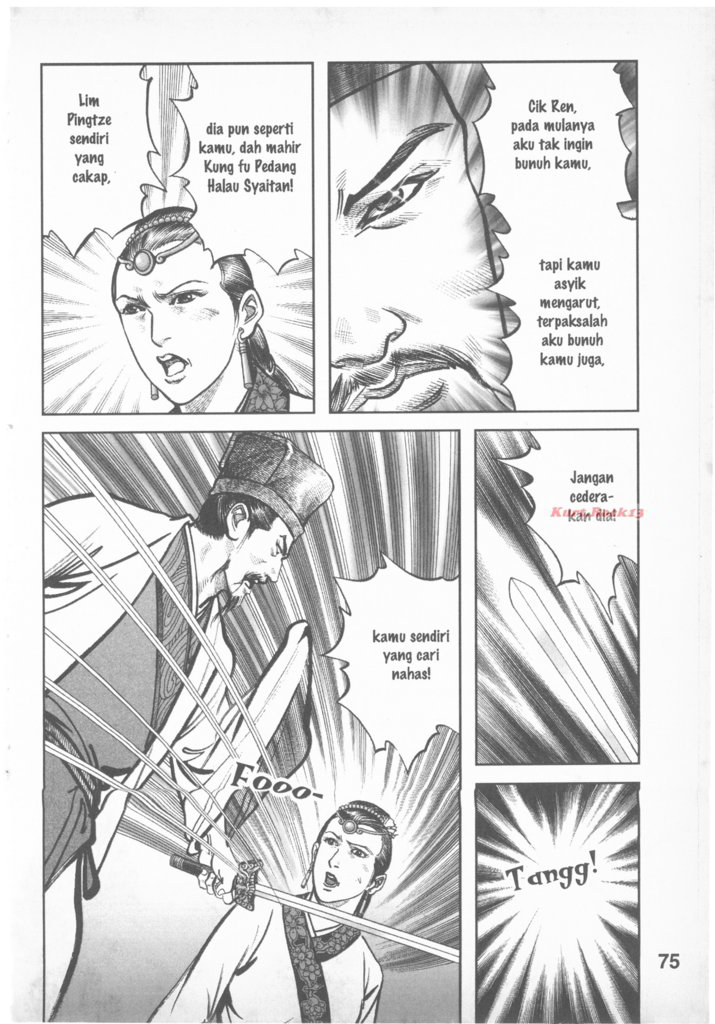 Lim
Pingtze
sendiri
yang
cakap,
dia pun seperti
kamu, dah mahir
Kung fu Pedang
Halau Syaitan!
Cik Ren,
pada mulanya
aku tak ingin
bunuh kamu,
tapi kamu
asyik
mengarut,
terpaksalah
aku bunuh
kamu juga,
kamu sendiri
yang cari
nahas!
Fooo-
Jangan
cedera-
kan dia!
Kurt Rock13
Tangg!
75